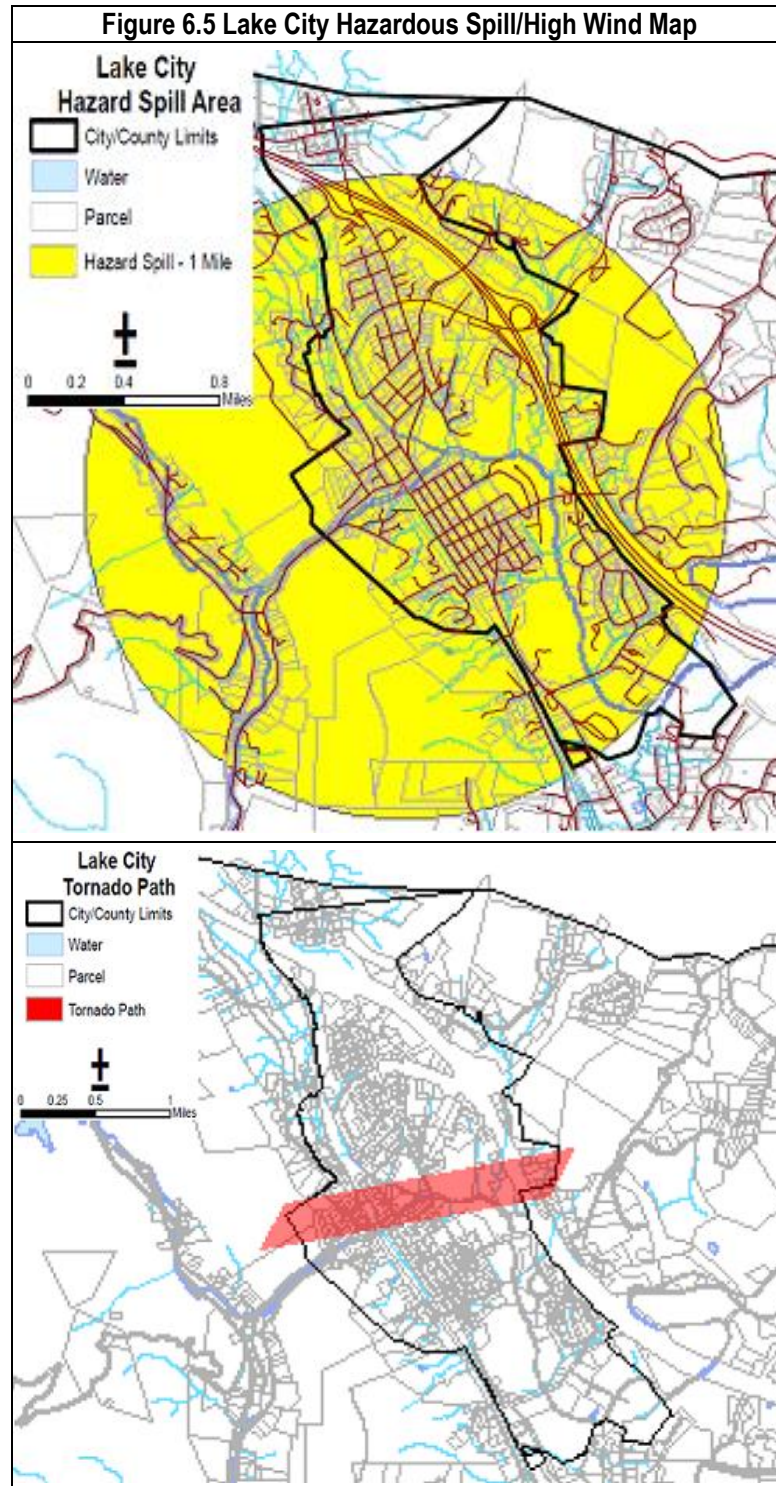 Figure 6.5 Lake City Hazardous Spill/High Wind Map
Lake City
Hazard Spill Area
City/County Limits
Water
Parcel
Hazard Spill - 1 Mile
0 0.2 0.4 0.8
Miles
Lake City
Tornado Path
City/County Limits
Water
Parcel
Tornado Path
0 0.25 0.5 1
Miles